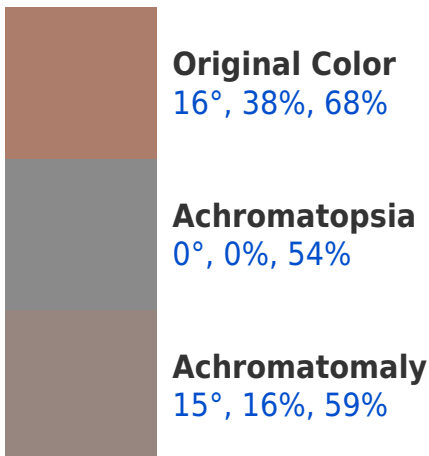 Original Color
16°, 38%, 68%
Achromatopsia
0°, 0%, 54%
Achromatomaly
15°, 16%, 59%